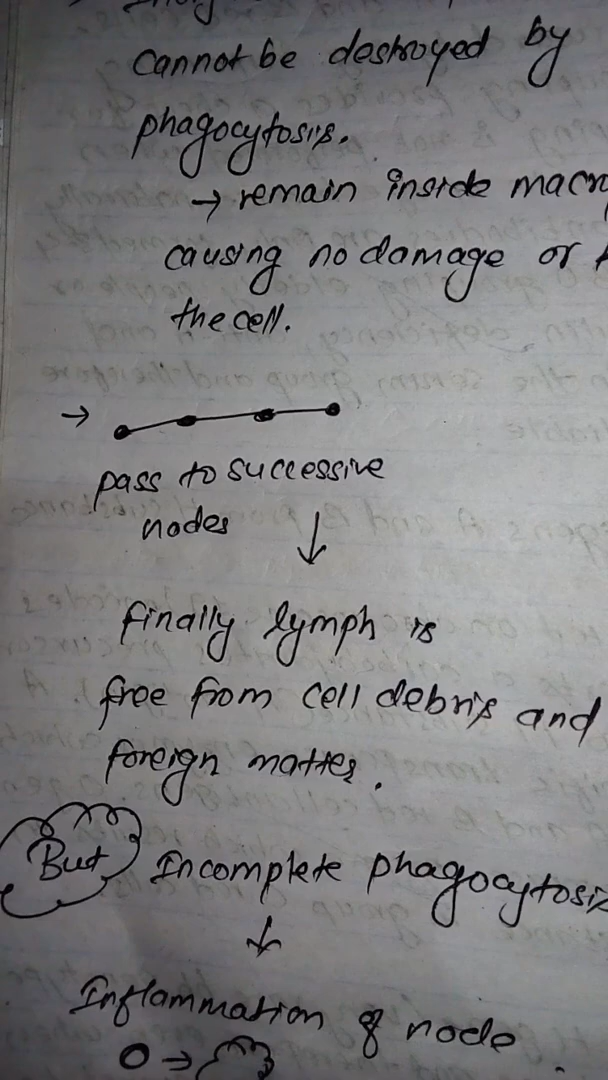 cannot be destroyed by
phagocytosis.
→ remain inside macr
causing no damage or
the cell.
→
pass to successive
nodes ↓
finally lymph is
free from cell debris and
foreign matter.
But Incomplete phagocytosis
↓
Inflammation of node